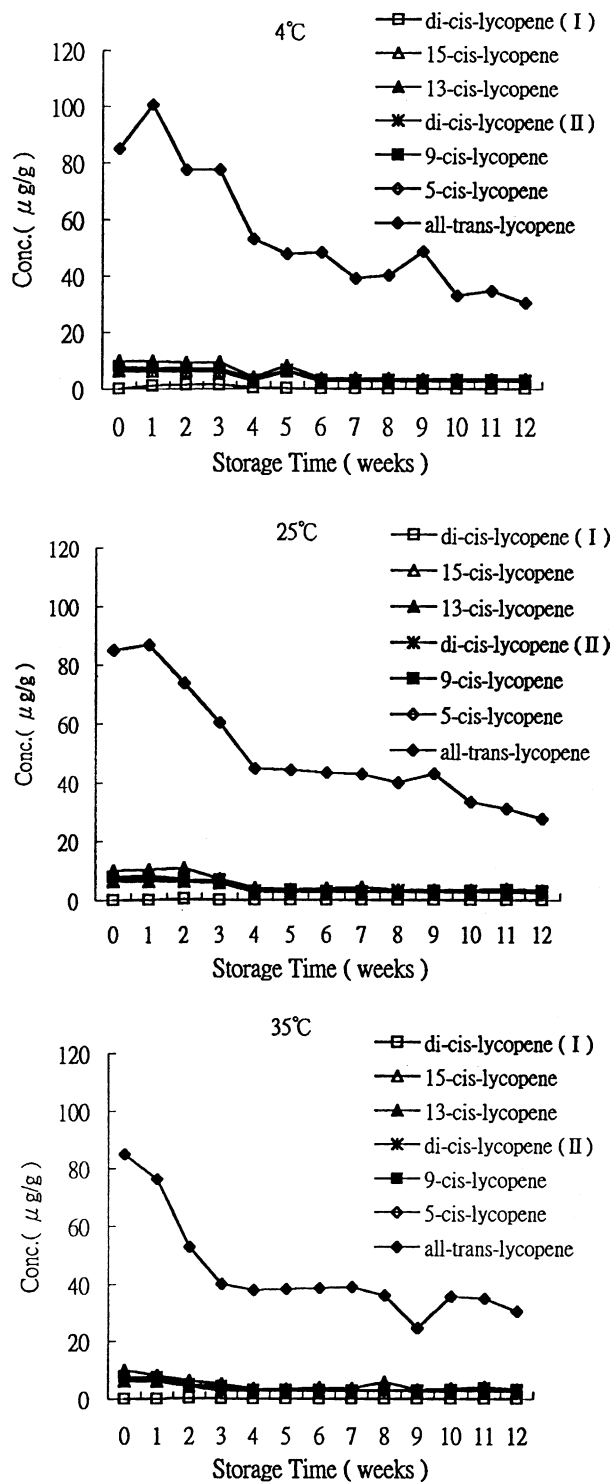 4°C
di-cis-lycopene ( I )
15-cis-lycopene
13-cis-lycopene
di-cis-lycopene ( II )
9-cis-lycopene
5-cis-lycopene
all-trans-lycopene
Conc.( μg/g)
120
100
80
60
40
20
0
0 1 2 3 4 5 6 7 8 9 10 11 12
Storage Time ( weeks )
25°C
di-cis-lycopene ( I )
15-cis-lycopene
13-cis-lycopene
di-cis-lycopene ( II )
9-cis-lycopene
5-cis-lycopene
all-trans-lycopene
Conc.( μg/g)
120
100
80
60
40
20
0
0 1 2 3 4 5 6 7 8 9 10 11 12
Storage Time ( weeks )
35°C
di-cis-lycopene ( I )
15-cis-lycopene
13-cis-lycopene
di-cis-lycopene ( II )
9-cis-lycopene
5-cis-lycopene
all-trans-lycopene
Conc.( μg/g)
120
100
80
60
40
20
0
0 1 2 3 4 5 6 7 8 9 10 11 12
Storage Time ( weeks )